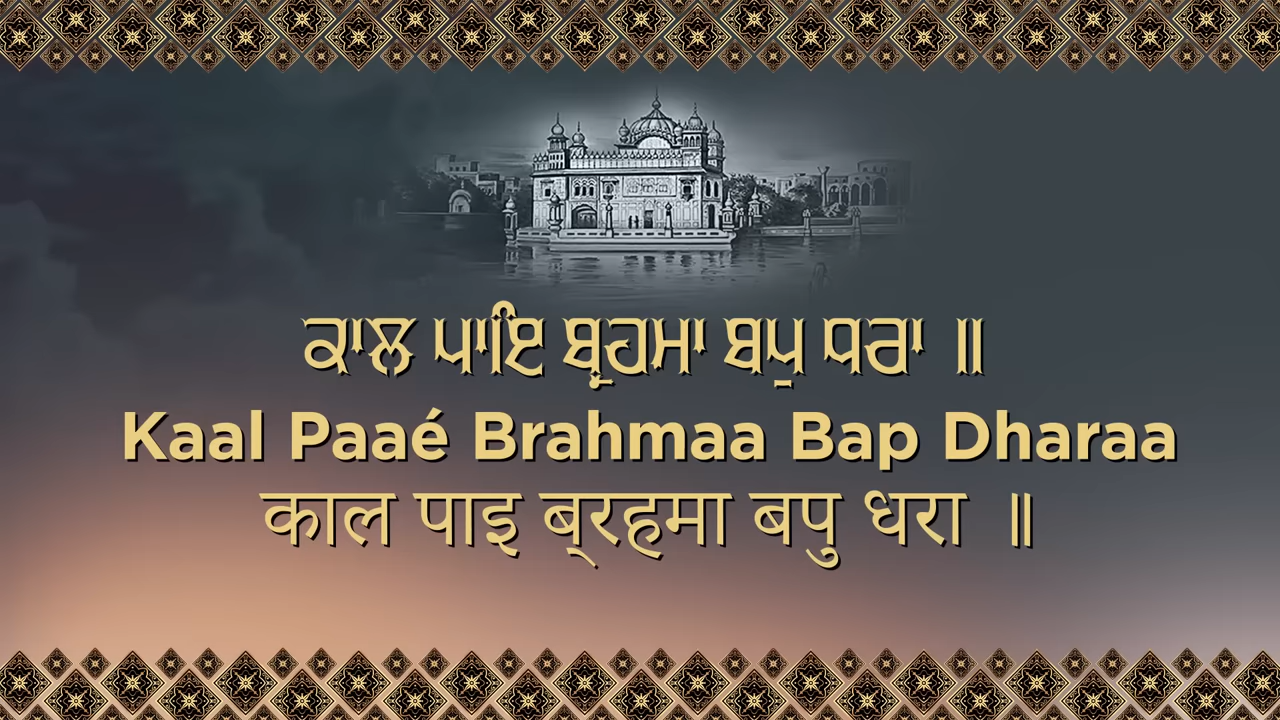 ਕਾਲ ਪਾਇ ਬ੍ਰਹਮਾ ਬਪੁ ਧਰਾ ॥
Kaal Paaé Brahmaa Bap Dharaa
काल पाइ ब्रहमा बपु धरा ॥